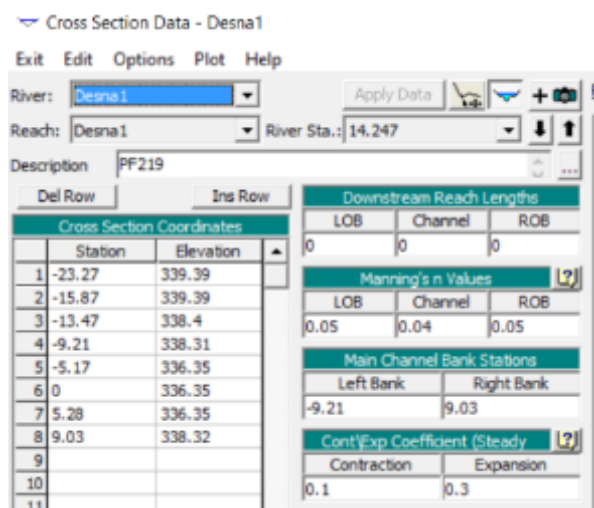 Cross Section Data - Desna1
Exit Edit Options Plot Help
River: Desna1 Apply Data
Reach: Desna1 River Sta.: 14.247
Description PF219 ...
Del Row Ins Row
Cross Section Coordinates
Station Elevation
1 -23.27 339.39
2 -15.87 339.39
3 -13.47 338.4
4 -9.21 338.31
5 -5.17 336.35
6 0 336.35
7 5.28 336.35
8 9.03 338.32
9
10
11
Downstream Reach Lengths
LOB Channel ROB
0 0 0
Manning's n Values ?
LOB Channel ROB
0.05 0.04 0.05
Main Channel Bank Stations
Left Bank Right Bank
-9.21 9.03
Cont\Exp Coefficient (Steady ?
Contraction Expansion
0.1 0.3